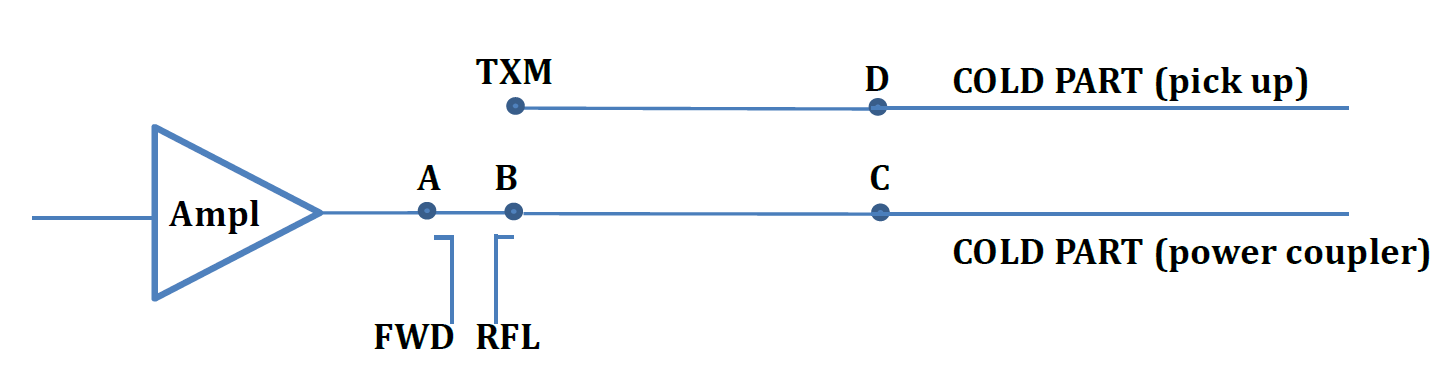 TXM
D
COLD PART (pick up)
A
B
C
Ampl
COLD PART (power coupler)
FWD
RFL